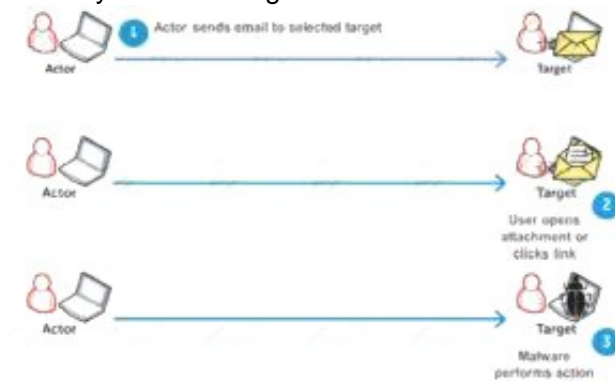 1 Actor sends email to selected target
Actor
Target
Actor
Target
2
User opens
attachment or
clicks link
Actor
Target
3
Malware
performs action